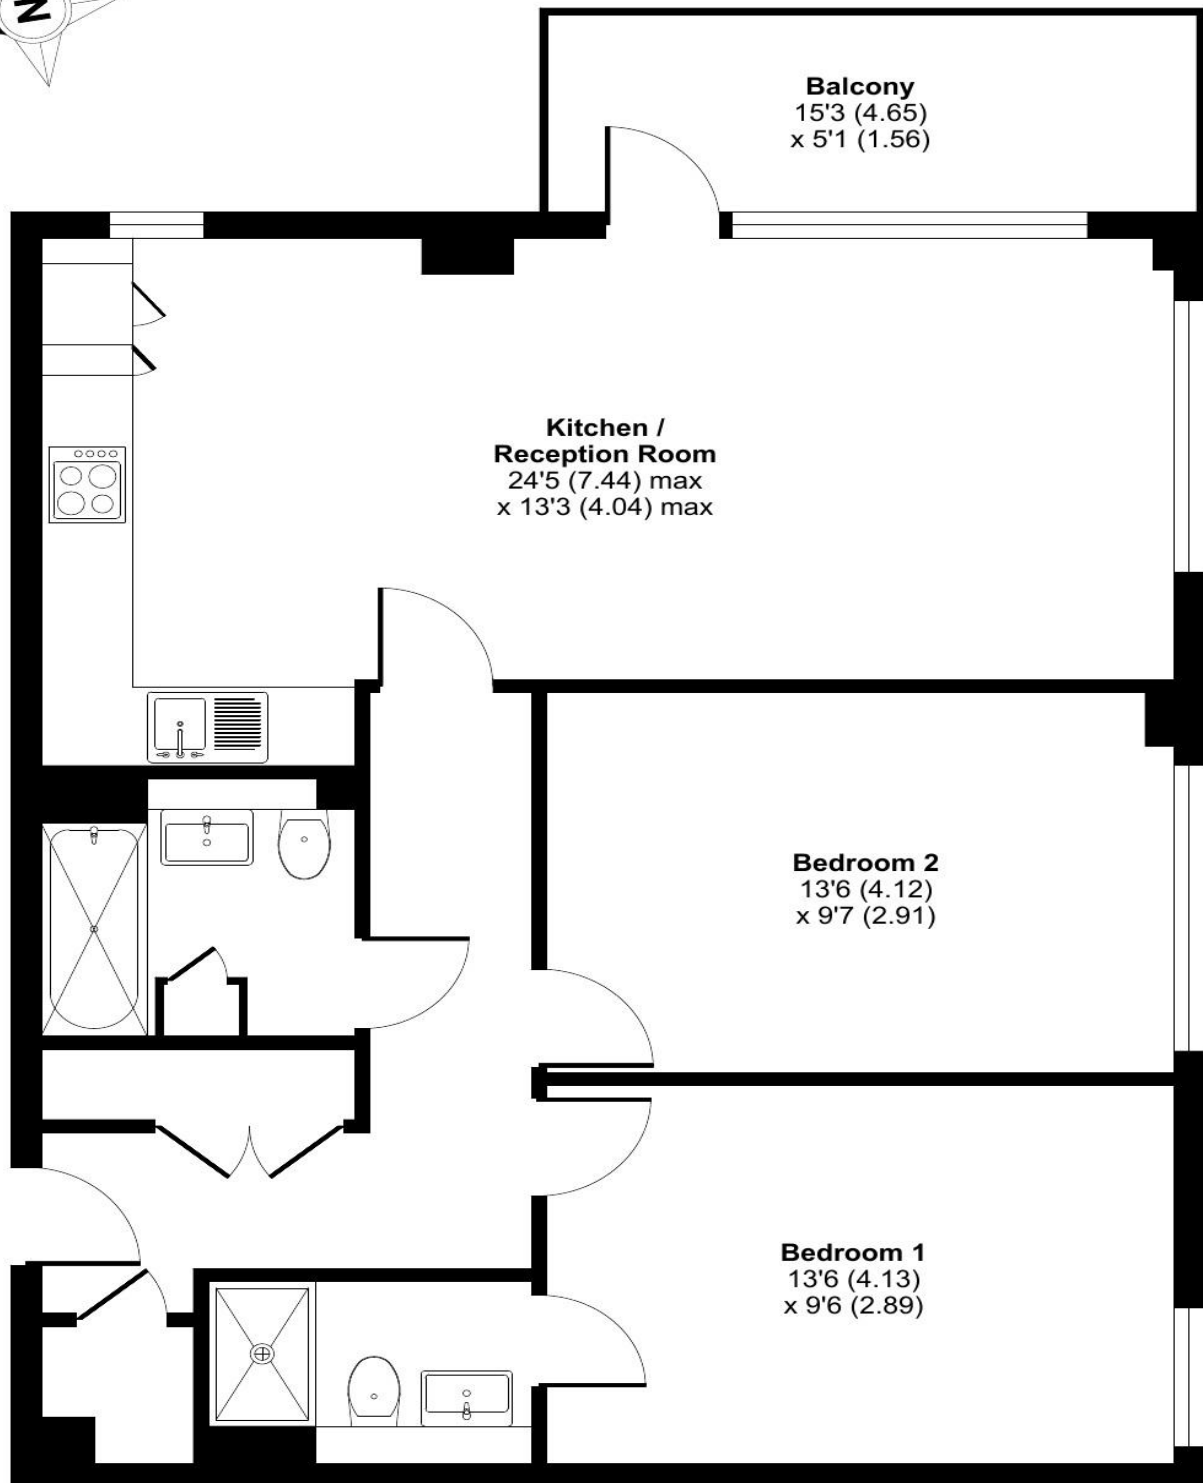 N
Balcony
15'3 (4.65)
x 5'1 (1.56)
Kitchen /
Reception Room
24'5 (7.44) max
x 13'3 (4.04) max
Bedroom 2
13'6 (4.12)
x 9'7 (2.91)
Bedroom 1
13'6 (4.13)
x 9'6 (2.89)